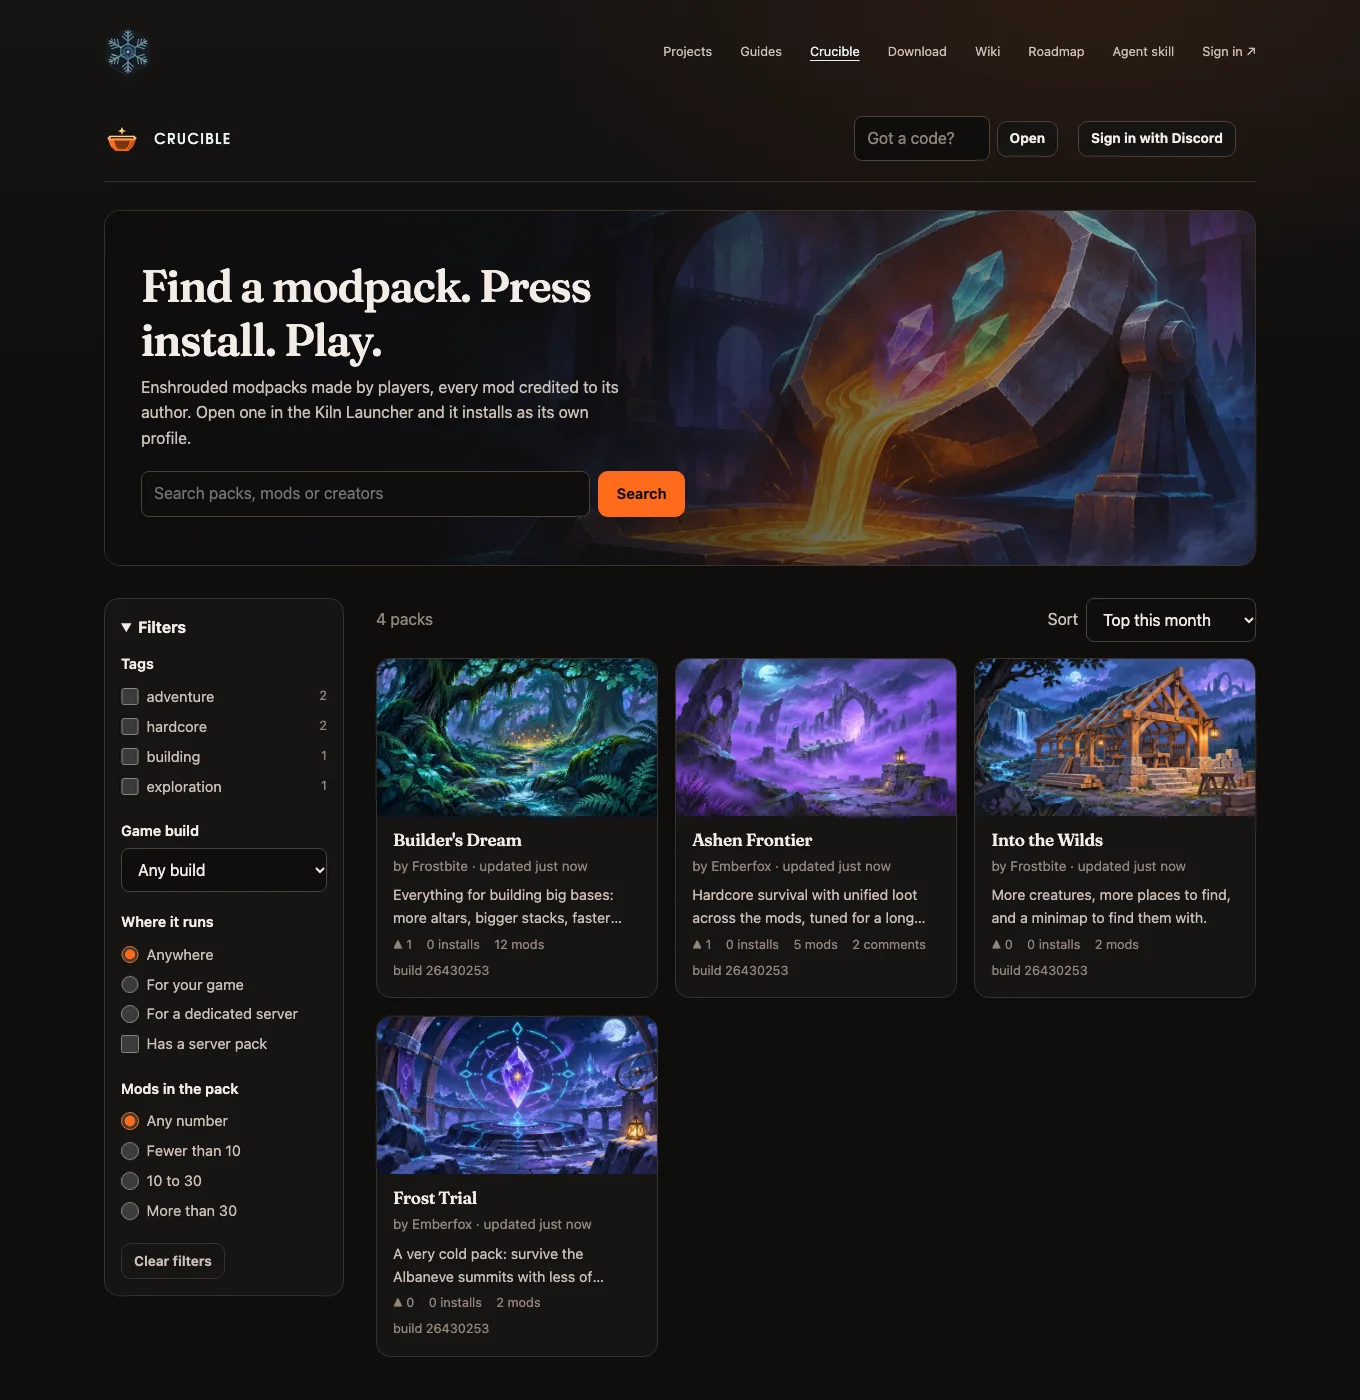 Projects
Guides
Crucible
Download
Wiki
Roadmap
Agent skill
Sign in ↗
CRUCIBLE
Got a code?
Open
Sign in with Discord
Find a modpack. Press
install. Play.
Enshrouded modpacks made by players, every mod credited to its
author. Open one in the Kiln Launcher and it installs as its own
profile.
Search packs, mods or creators
Search
▼ Filters
Tags
adventure 2
hardcore 2
building 1
exploration 1
Game build
Any build
Where it runs
Anywhere
For your game
For a dedicated server
Has a server pack
Mods in the pack
Any number
Fewer than 10
10 to 30
More than 30
Clear filters
4 packs
Sort
Top this month
Builder's Dream
by Frostbite · updated just now
Everything for building big bases:
more altars, bigger stacks, faster...
▲ 1 0 installs 12 mods
build 26430253
Ashen Frontier
by Emberfox · updated just now
Hardcore survival with unified loot
across the mods, tuned for a long...
▲ 1 0 installs 5 mods 2 comments
build 26430253
Into the Wilds
by Frostbite · updated just now
More creatures, more places to find,
and a minimap to find them with.
▲ 0 0 installs 2 mods
build 26430253
Frost Trial
by Emberfox · updated just now
A very cold pack: survive the
Albaneve summits with less of...
▲ 0 0 installs 2 mods
build 26430253